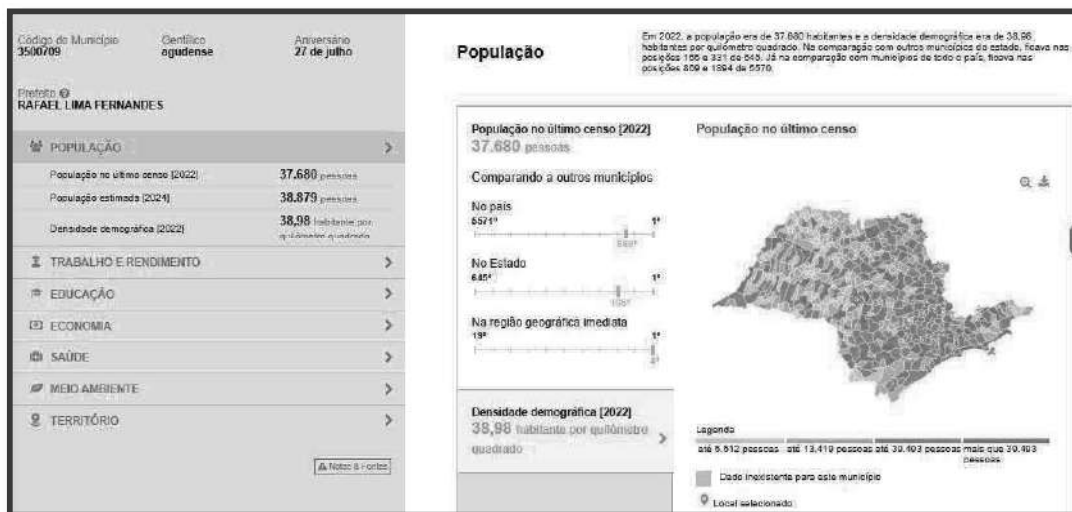 Código do Município
3500709
Gentílico
agudense
Aniversário
27 de julho
Prefeito
RAFAEL LIMA FERNANDES
POPULAÇÃO
População no último censo [2022] 37.680 pessoas
População estimada [2024] 38.879 pessoas
Densidade demográfica [2022] 38,98 habitante por
quilômetro quadrado
TRABALHO E RENDIMENTO
EDUCAÇÃO
ECONOMIA
SAÚDE
MEIO AMBIENTE
TERRITÓRIO
Notas & Fontes
População
Em 2022, a população era de 37.680 habitantes e a densidade demográfica era de 38,98
habitantes por quilômetro quadrado. Na comparação com outros municípios do estado, ficava nas
posições 166 e 331 de 645. Já na comparação com municípios de todo o país, ficava nas
posições 869 e 1894 de 5570.
População no último censo [2022]
37.680 pessoas
Comparando a outros municípios
No país
5571º 1º
869º
No Estado
645º 1º
166º
Na região geográfica imediata
19º 1º
Densidade demográfica [2022]
38,98 habitante por quilômetro
quadrado
População no último censo
Legenda
até 5.512 pessoas até 13.419 pessoas até 39.493 pessoas mais que 39.493
pessoas
Dado inexistente para este município
Local selecionado